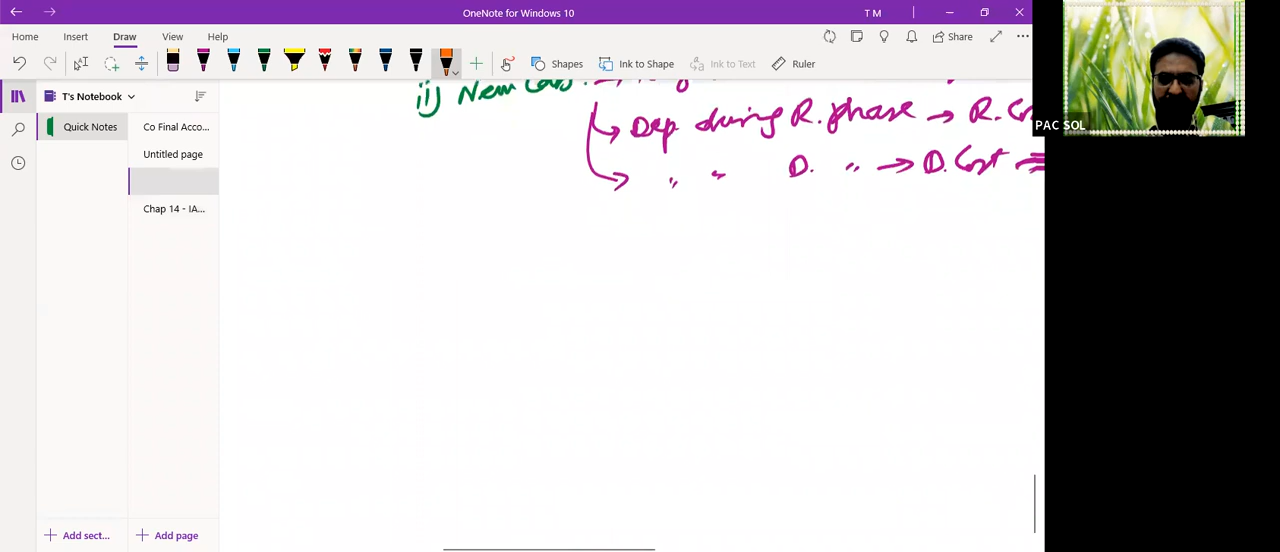 OneNote for Windows 10
T M
Home Insert Draw View Help
Share
Shapes Ink to Shape Ink to Text Ruler
T's Notebook
Quick Notes
Co Final Acco...
Untitled page
Chap 14 - IA...
Add sect...
Add page
ii) New
Dep during R. phase → R.
" " D. " → D. Cost =
PAC SOL